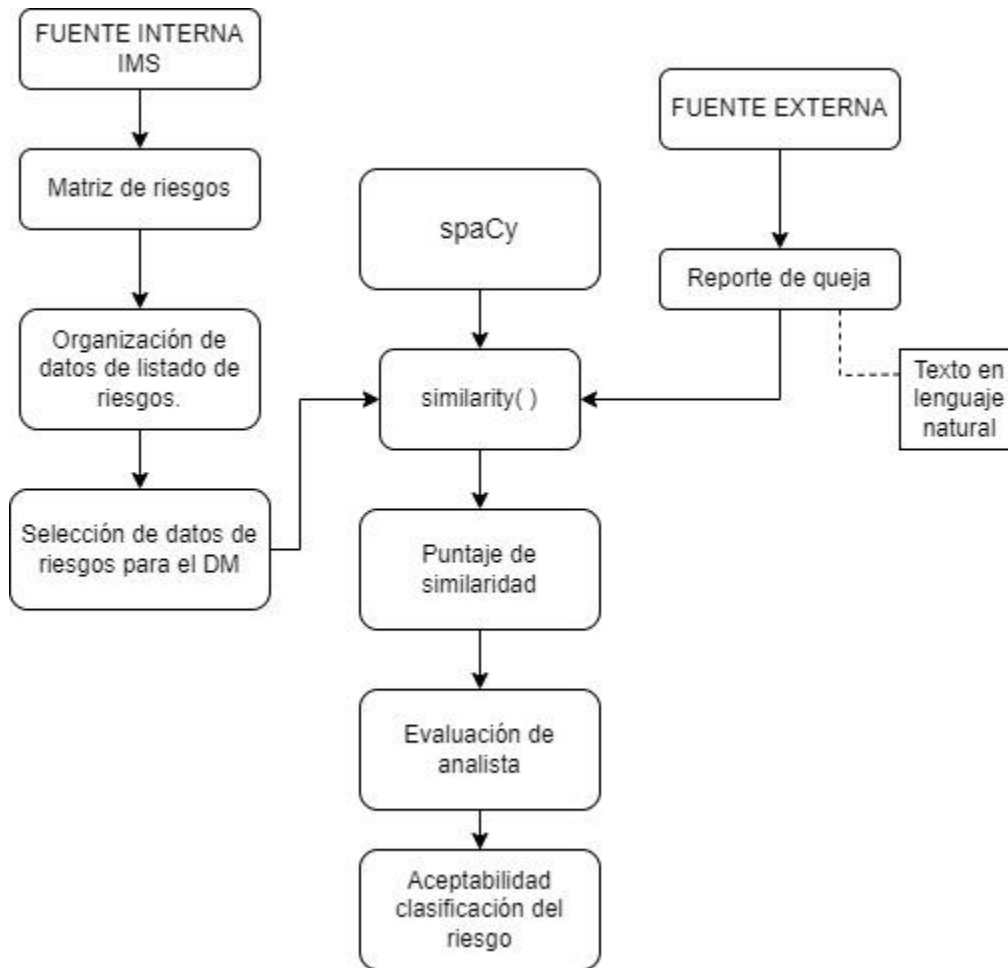 FUENTE INTERNA
IMS
Matriz de riesgos
Organización de
datos de listado de
riesgos.
Selección de datos de
riesgos para el DM
spaCy
similarity( )
Puntaje de
similaridad
Evaluación de
analista
Aceptabilidad
clasificación del
riesgo
FUENTE EXTERNA
Reporte de queja
Texto en
lenguaje
natural